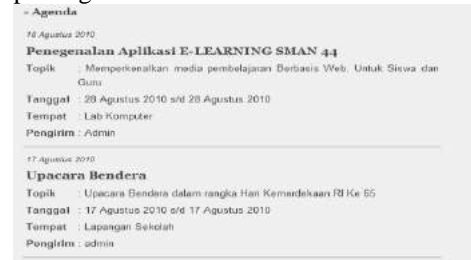 - Agenda
18 Agustus 2010
Penegenalan Aplikasi E-LEARNING SMAN 44
Topik : Memperkenalkan media pembelajaran Berbasis Web, Untuk Siswa dan
Guru
Tanggal : 28 Agustus 2010 s/d 28 Agustus 2010
Tempat : Lab Komputer
Pengirim : Admin
17 Agustus 2010
Upacara Bendera
Topik : Upacara Bendera dalam rangka Hari Kemerdekaan RI Ke 65
Tanggal : 17 Agustus 2010 s/d 17 Agustus 2010
Tempat : Lapangan Sekolah
Pengirim : admin